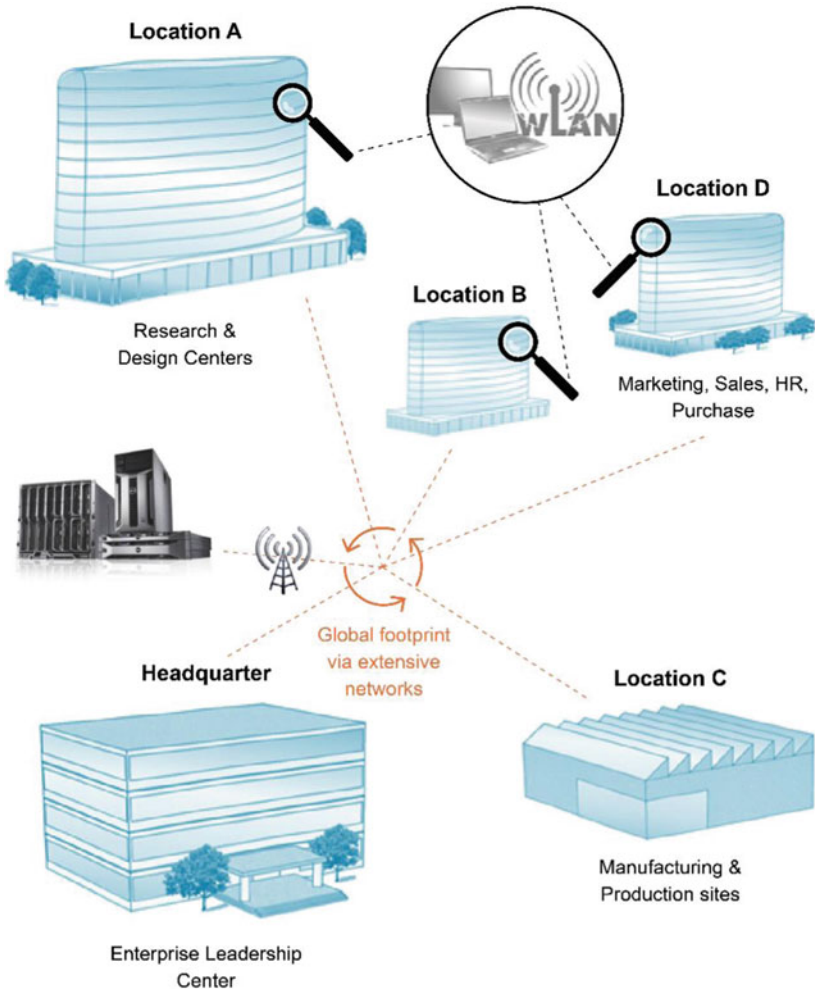 Location A
WLAN
Location D
Location B
Research &
Design Centers
Marketing, Sales, HR,
Purchase
Global footprint
via extensive
networks
Headquarter
Location C
Manufacturing &
Production sites
Enterprise Leadership
Center